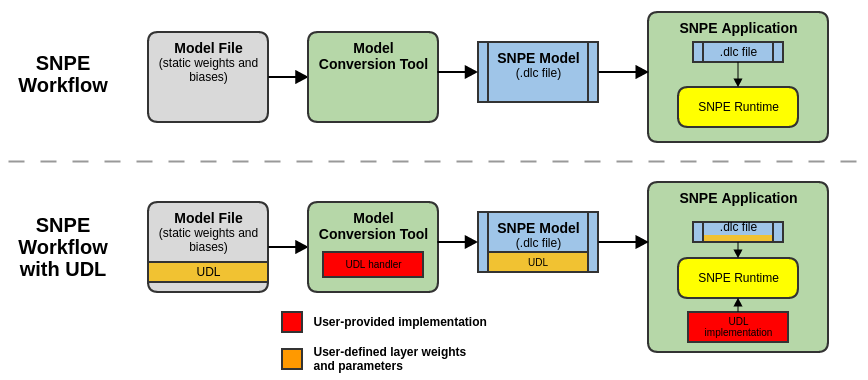 SNPE
Workflow
Model File
(static weights and
biases)
Model
Conversion Tool
SNPE Model
(.dlc file)
SNPE Application
.dlc file
SNPE Runtime
SNPE
Workflow
with UDL
Model File
(static weights and
biases)
UDL
Model
Conversion Tool
UDL handler
SNPE Model
(.dlc file)
UDL
SNPE Application
.dlc file
SNPE Runtime
UDL
implementation
User-provided implementation
User-defined layer weights
and parameters